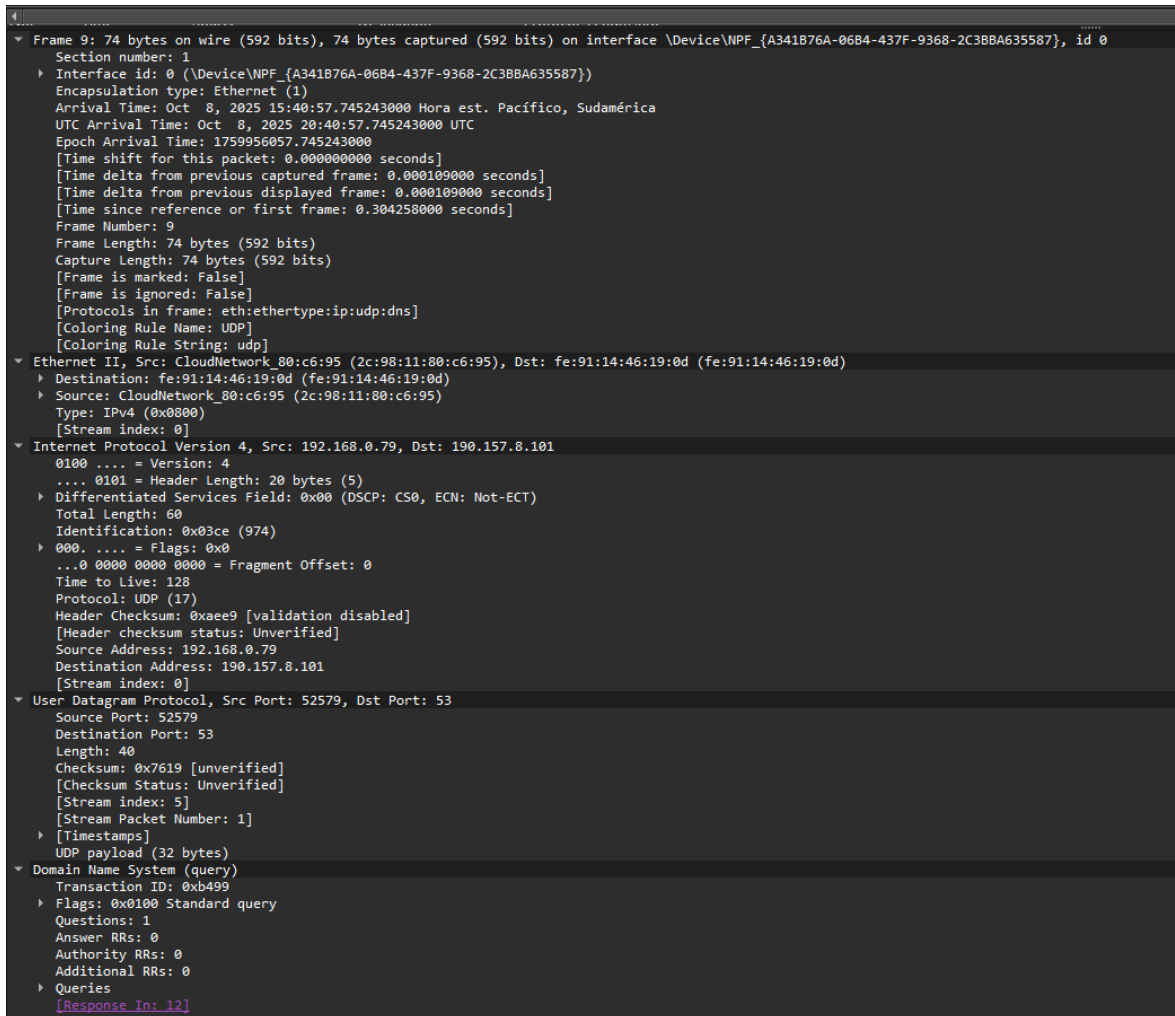 Frame 9: 74 bytes on wire (592 bits), 74 bytes captured (592 bits) on interface \Device\NPF_{A341B76A-06B4-437F-9368-2C3BBA635587}, id 0
Section number: 1
Interface id: 0 (\Device\NPF_{A341B76A-06B4-437F-9368-2C3BBA635587})
Encapsulation type: Ethernet (1)
Arrival Time: Oct  8, 2025 15:40:57.745243000 Hora est. Pacífico, Sudamérica
UTC Arrival Time: Oct  8, 2025 20:40:57.745243000 UTC
Epoch Arrival Time: 1759956057.745243000
[Time shift for this packet: 0.000000000 seconds]
[Time delta from previous captured frame: 0.000109000 seconds]
[Time delta from previous displayed frame: 0.000109000 seconds]
[Time since reference or first frame: 0.304258000 seconds]
Frame Number: 9
Frame Length: 74 bytes (592 bits)
Capture Length: 74 bytes (592 bits)
[Frame is marked: False]
[Frame is ignored: False]
[Protocols in frame: eth:ethertype:ip:udp:dns]
[Coloring Rule Name: UDP]
[Coloring Rule String: udp]
Ethernet II, Src: CloudNetwork_80:c6:95 (2c:98:11:80:c6:95), Dst: fe:91:14:46:19:0d (fe:91:14:46:19:0d)
Destination: fe:91:14:46:19:0d (fe:91:14:46:19:0d)
Source: CloudNetwork_80:c6:95 (2c:98:11:80:c6:95)
Type: IPv4 (0x0800)
[Stream index: 0]
Internet Protocol Version 4, Src: 192.168.0.79, Dst: 190.157.8.101
0100 .... = Version: 4
.... 0101 = Header Length: 20 bytes (5)
Differentiated Services Field: 0x00 (DSCP: CS0, ECN: Not-ECT)
Total Length: 60
Identification: 0x03ce (974)
000. .... = Flags: 0x0
...0 0000 0000 0000 = Fragment Offset: 0
Time to Live: 128
Protocol: UDP (17)
Header Checksum: 0xaee9 [validation disabled]
[Header checksum status: Unverified]
Source Address: 192.168.0.79
Destination Address: 190.157.8.101
[Stream index: 0]
User Datagram Protocol, Src Port: 52579, Dst Port: 53
Source Port: 52579
Destination Port: 53
Length: 40
Checksum: 0x7619 [unverified]
[Checksum Status: Unverified]
[Stream index: 5]
[Stream Packet Number: 1]
[Timestamps]
UDP payload (32 bytes)
Domain Name System (query)
Transaction ID: 0xb499
Flags: 0x0100 Standard query
Questions: 1
Answer RRs: 0
Authority RRs: 0
Additional RRs: 0
Queries
[Response In: 12]